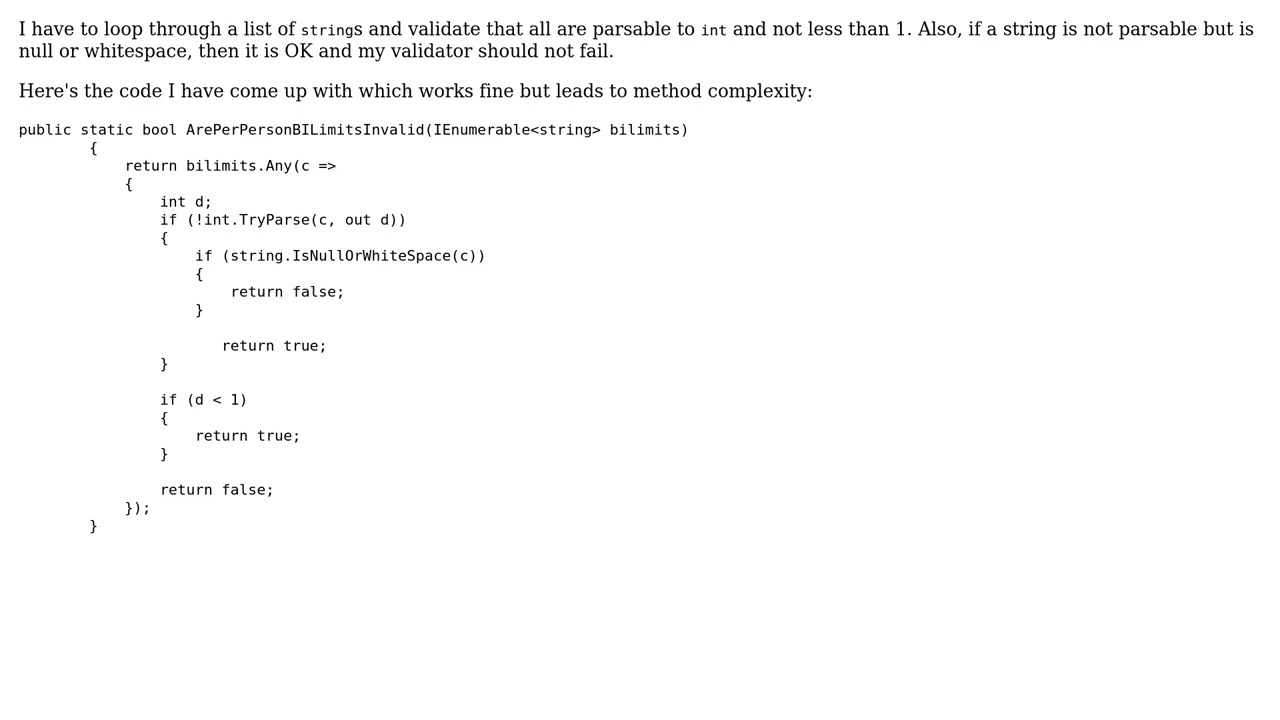 I have to loop through a list of strings and validate that all are parsable to int and not less than 1. Also, if a string is not parsable but is
null or whitespace, then it is OK and my validator should not fail.
Here's the code I have come up with which works fine but leads to method complexity:
public static bool ArePerPersonBILimitsInvalid(IEnumerable<string> bilimits)
        {
            return bilimits.Any(c =>
            {
                int d;
                if (!int.TryParse(c, out d))
                {
                    if (string.IsNullOrWhiteSpace(c))
                    {
                        return false;
                    }
                       return true;
                }
                if (d < 1)
                {
                    return true;
                }
                return false;
            });
        }